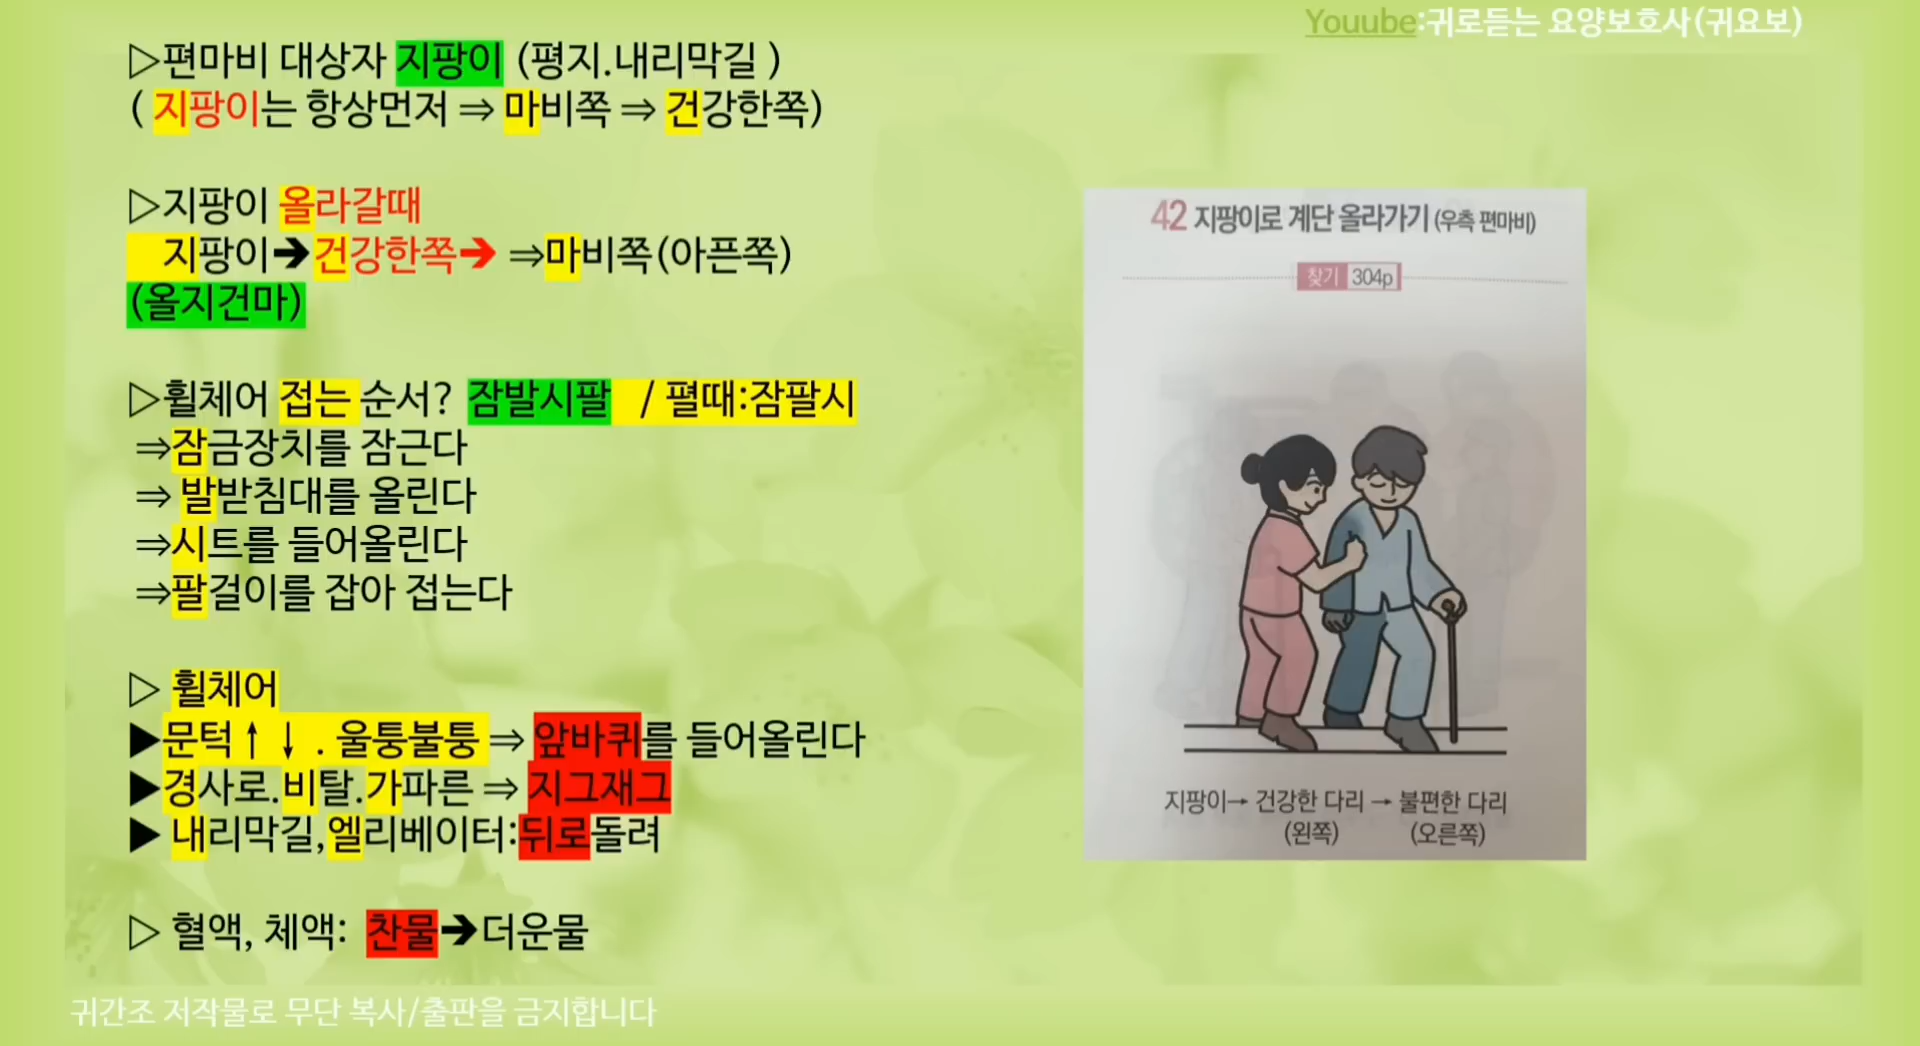 Youube:귀로듣는 요양보호사(귀요보)
▷편마비 대상자 지팡이 (평지.내리막길 )
( 지팡이는 항상먼저 ⇒ 마비쪽 ⇒ 건강한쪽)
▷지팡이 올라갈때
지팡이➔건강한쪽➔ ⇒마비쪽(아픈쪽)
(올지건마)
▷휠체어 접는 순서? 잠발시팔 / 펼때:잠팔시
⇒잠금장치를 잠근다
⇒ 발받침대를 올린다
⇒시트를 들어올린다
⇒팔걸이를 잡아 접는다
▷ 휠체어
▶문턱↑↓ . 울퉁불퉁 ⇒ 앞바퀴를 들어올린다
▶경사로.비탈.가파른 ⇒ 지그재그
▶ 내리막길,엘리베이터:뒤로돌려
▷ 혈액, 체액: 찬물➔더운물
42 지팡이로 계단 올라가기 (우측 편마비)
찾기 304p
지팡이→ 건강한 다리 → 불편한 다리
(왼쪽) (오른쪽)
귀간조 저작물로 무단 복사/출판을 금지합니다